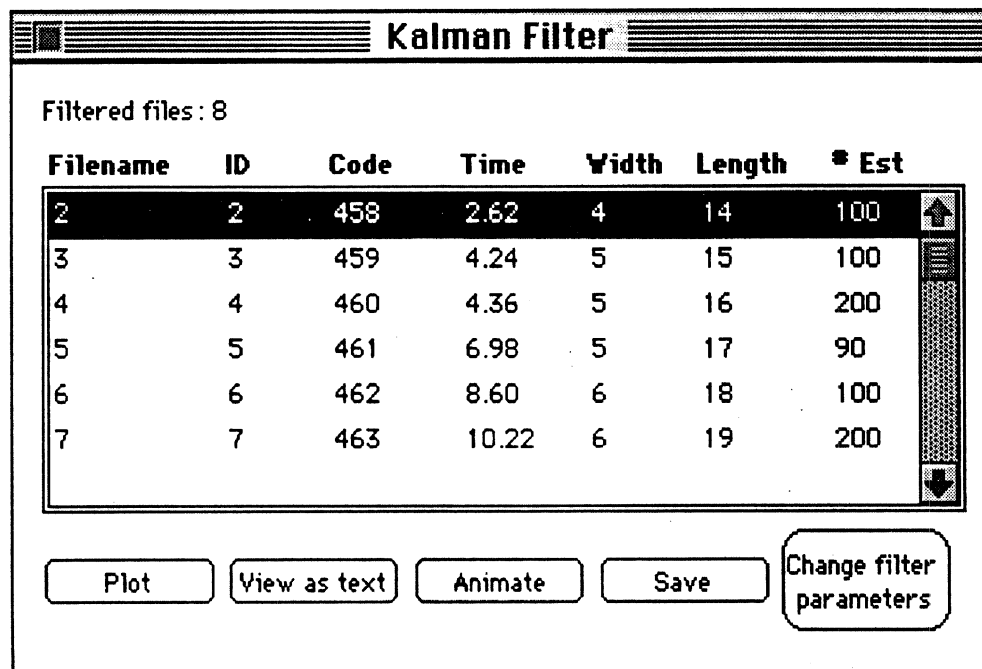 Kalman Filter
Filtered files : 8
Filename ID Code Time Width Length # Est
2 2 458 2.62 4 14 100
3 3 459 4.24 5 15 100
4 4 460 4.36 5 16 200
5 5 461 6.98 5 17 90
6 6 462 8.60 6 18 100
7 7 463 10.22 6 19 200
Plot View as text Animate Save Change filter
parameters